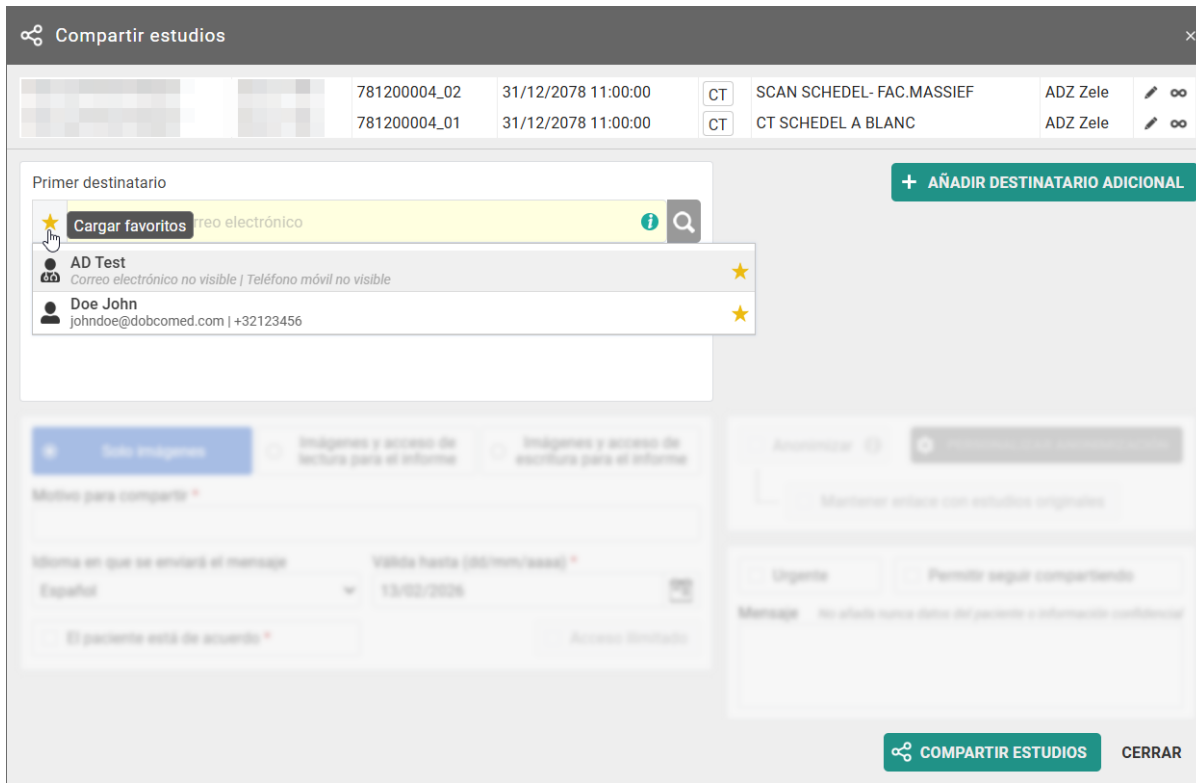 Compartir estudios ×
781200004_02 31/12/2078 11:00:00 CT SCAN SCHEDEL- FAC.MASSIEF ADZ Zele
781200004_01 31/12/2078 11:00:00 CT CT SCHEDEL A BLANC ADZ Zele
Primer destinatario
+ AÑADIR DESTINATARIO ADICIONAL
Cargar favoritos rreo electrónico
AD Test
Correo electrónico no visible | Teléfono móvil no visible
Doe John
johndoe@dobcomed.com | +32123456
Solo imágenes
Imágenes y acceso de
lectura para el informe
Imágenes y acceso de
escritura para el informe
Anonimizar
Motivo para compartir *
Mantener enlace con estudios originales
Idioma en que se enviará el mensaje
Válida hasta (dd/mm/aaaa) *
Español
13/02/2026
Urgente
Permitir seguir compartiendo
Mensaje No añada nunca datos del paciente o información confidencial
El paciente está de acuerdo *
Acceso ilimitado
COMPARTIR ESTUDIOS CERRAR